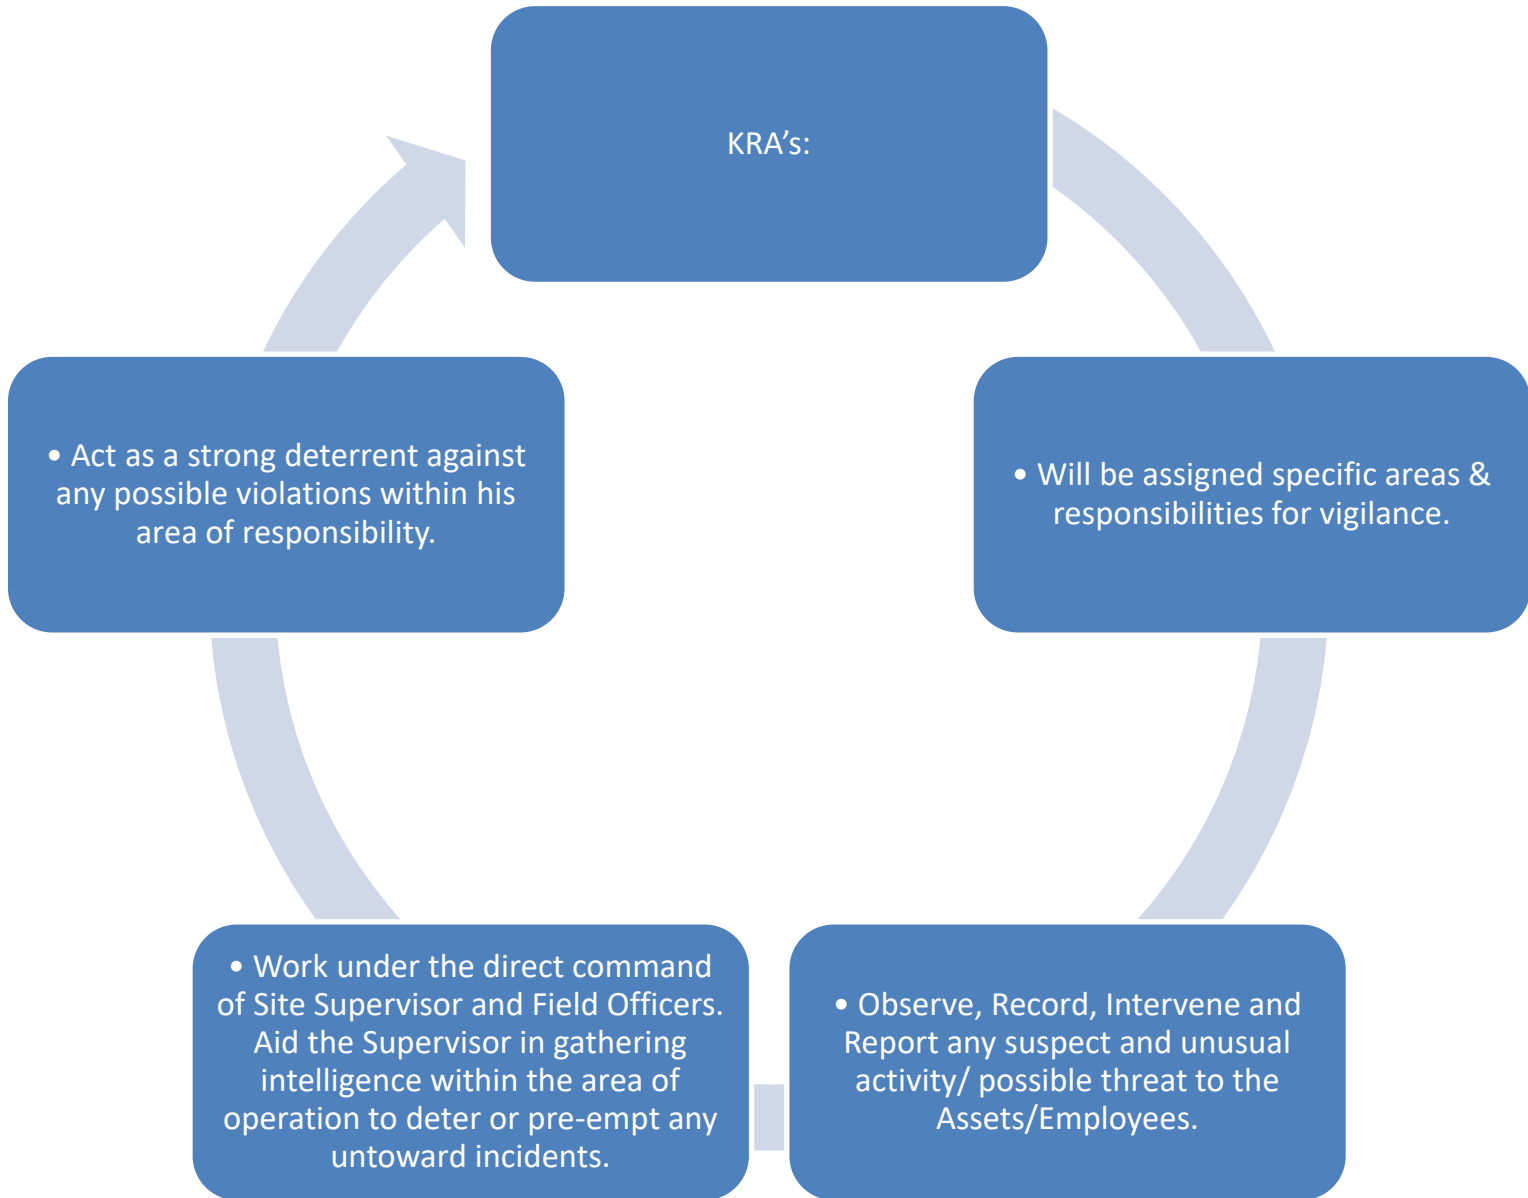 KRA’s:
• Will be assigned specific areas &
responsibilities for vigilance.
• Observe, Record, Intervene and
Report any suspect and unusual
activity/ possible threat to the
Assets/Employees.
• Work under the direct command
of Site Supervisor and Field Officers.
Aid the Supervisor in gathering
intelligence within the area of
operation to deter or pre-empt any
untoward incidents.
• Act as a strong deterrent against
any possible violations within his
area of responsibility.